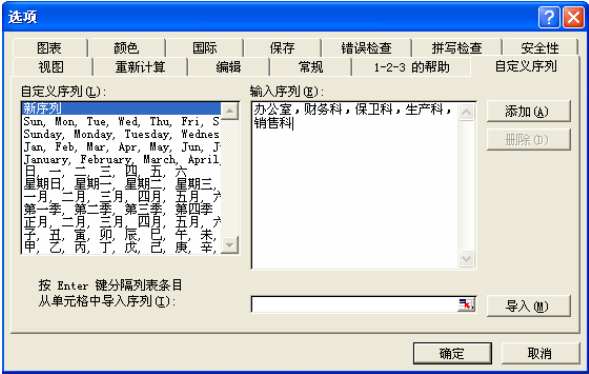 选项
图表 颜色 国际 保存 错误检查 拼写检查 安全性
视图 重新计算 编辑 常规 1-2-3 的帮助 自定义序列
自定义序列(L):
新序列
Sun, Mon, Tue, Wed, Thu, Fri, S
Sunday, Monday, Tuesday, Wednes
Jan, Feb, Mar, Apr, May, Jun, J
January, February, March, April,
日, 一, 二, 三, 四, 五, 六
星期日, 星期一, 星期二, 星期三,
一月, 二月, 三月, 四月, 五月, 六
第一季, 第二季, 第三季, 第四季
正月, 二月, 三月, 四月, 五月, 六
子, 丑, 寅, 卯, 辰, 巳, 午, 未,
甲, 乙, 丙, 丁, 戊, 己, 庚, 辛,
输入序列(E):
办公室，财务科，保卫科，生产科，
销售科
添加(A)
删除(D)
按 Enter 键分隔列表条目
从单元格中导入序列(I):
导入(M)
确定 取消